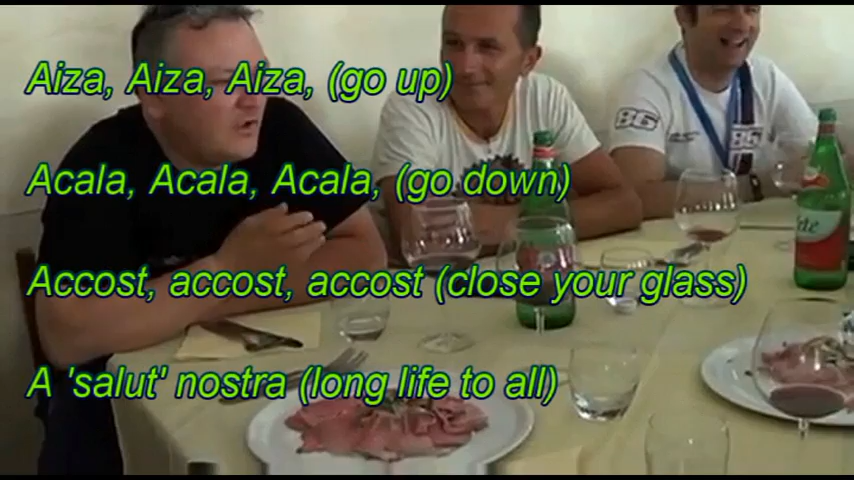 Aiza, Aiza, Aiza, (go up)
Acala, Acala, Acala, (go down)
Accost, accost, accost (close your glass)
A 'salut' nostra (long life to all)
86